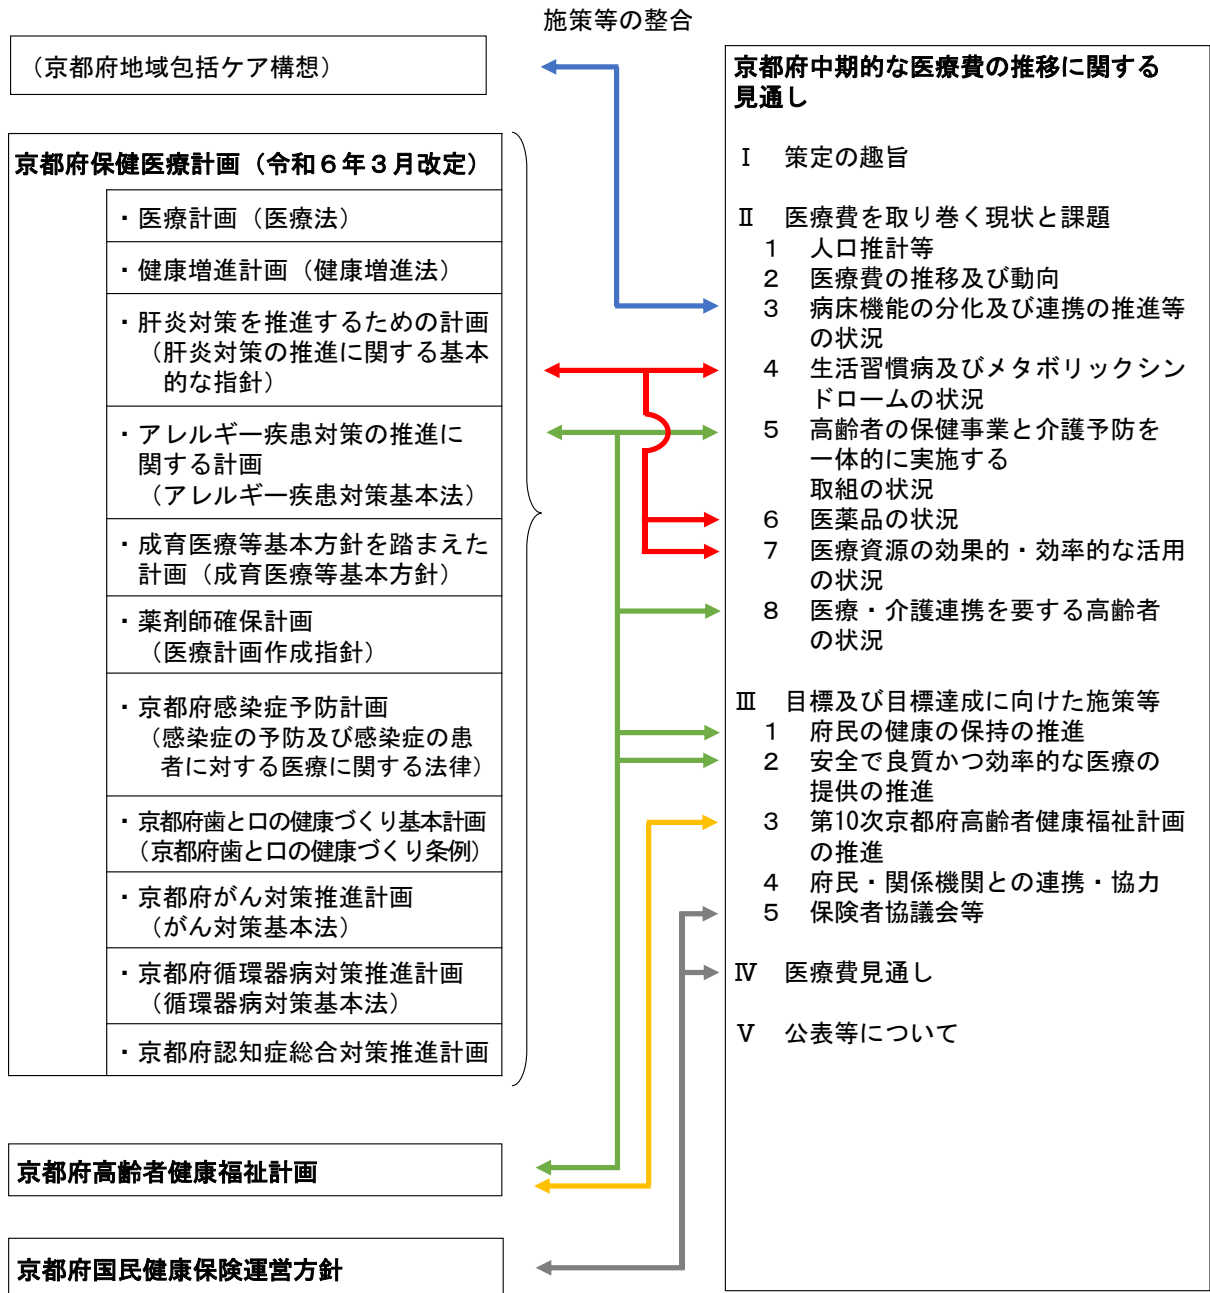 施策等の整合
（京都府地域包括ケア構想）
京都府保健医療計画（令和６年３月改定）
・医療計画（医療法）
・健康増進計画（健康増進法）
・肝炎対策を推進するための計画
（肝炎対策の推進に関する基本
的な指針）
・アレルギー疾患対策の推進に
関する計画
（アレルギー疾患対策基本法）
・成育医療等基本方針を踏まえた
計画（成育医療等基本方針）
・薬剤師確保計画
（医療計画作成指針）
・京都府感染症予防計画
（感染症の予防及び感染症の患
者に対する医療に関する法律）
・京都府歯と口の健康づくり基本計画
（京都府歯と口の健康づくり条例）
・京都府がん対策推進計画
（がん対策基本法）
・京都府循環器病対策推進計画
（循環器病対策基本法）
・京都府認知症総合対策推進計画
京都府高齢者健康福祉計画
京都府国民健康保険運営方針
京都府中期的な医療費の推移に関する
見通し
Ⅰ　策定の趣旨
Ⅱ　医療費を取り巻く現状と課題
１　人口推計等
２　医療費の推移及び動向
３　病床機能の分化及び連携の推進等
の状況
４　生活習慣病及びメタボリックシン
ドロームの状況
５　高齢者の保健事業と介護予防を
一体的に実施する
取組の状況
６　医薬品の状況
７　医療資源の効果的・効率的な活用
の状況
８　医療・介護連携を要する高齢者
の状況
Ⅲ　目標及び目標達成に向けた施策等
１　府民の健康の保持の推進
２　安全で良質かつ効率的な医療の
提供の推進
３　第10次京都府高齢者健康福祉計画
の推進
４　府民・関係機関との連携・協力
５　保険者協議会等
Ⅳ　医療費見通し
Ⅴ　公表等について